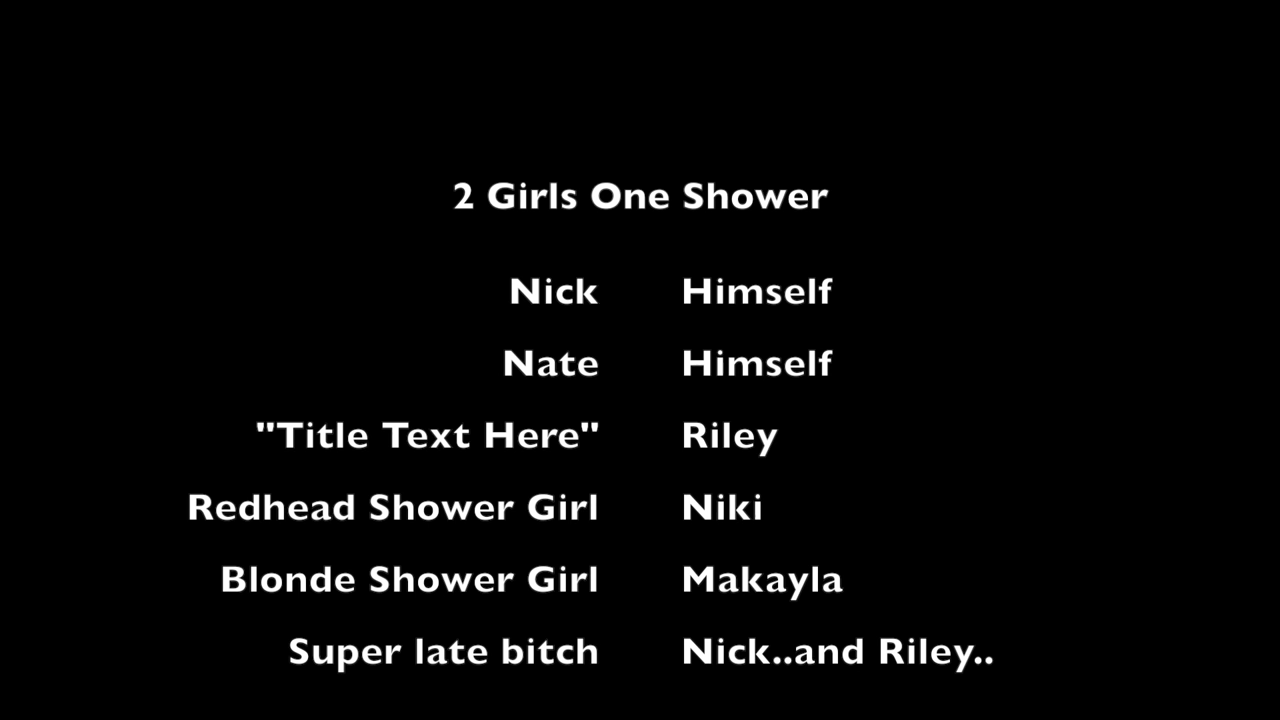 2 Girls One Shower
Nick Himself
Nate Himself
"Title Text Here" Riley
Redhead Shower Girl Niki
Blonde Shower Girl Makayla
Super late bitch Nick..and Riley..